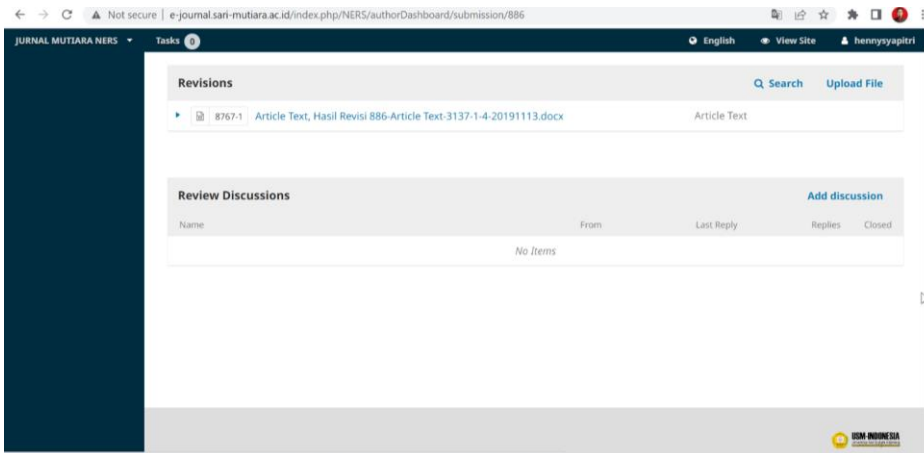 Not secure e-journal.sari-mutiara.ac.id/index.php/NERS/authorDashboard/submission/886
JURNAL MUTIARA NERS Tasks 0 English View Site hennysyapitri
Revisions Search Upload File
8767-1 Article Text, Hasil Revisi 886-Article Text-3137-1-4-20191113.docx Article Text
Review Discussions Add discussion
Name From Last Reply Replies Closed
No Items
USM-INDONESIA